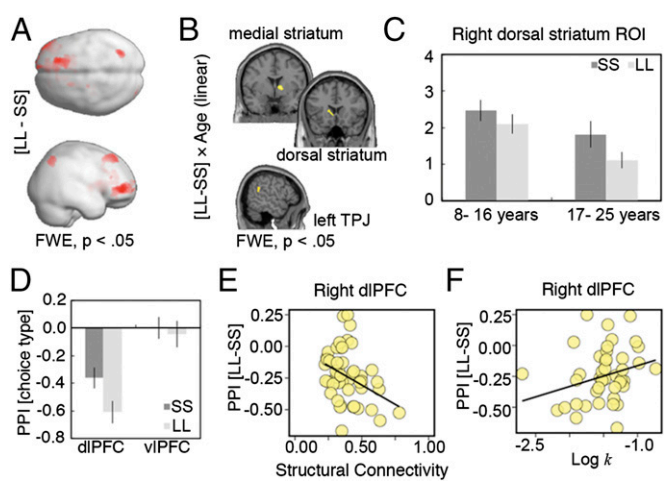 A
[LL - SS]
FWE, p < .05
B
[LL-SS] × Age (linear)
medial striatum
dorsal striatum
left TPJ
FWE, p < .05
C
Right dorsal striatum ROI
4
3
2
1
0
SS LL
8- 16 years 17- 25 years
D
PPI [choice type]
0.2
0.0
-0.2
-0.4
-0.6
-0.8
SS
LL
dlPFC vlPFC
E
Right dlPFC
PPI [LL-SS]
0.25
0.00
-0.25
-0.50
0.00 0.25 0.50 1.00
Structural Connectivity
F
Right dlPFC
PPI [LL-SS]
0.25
0.00
-0.25
-0.50
-2.5 -1.0
Log k